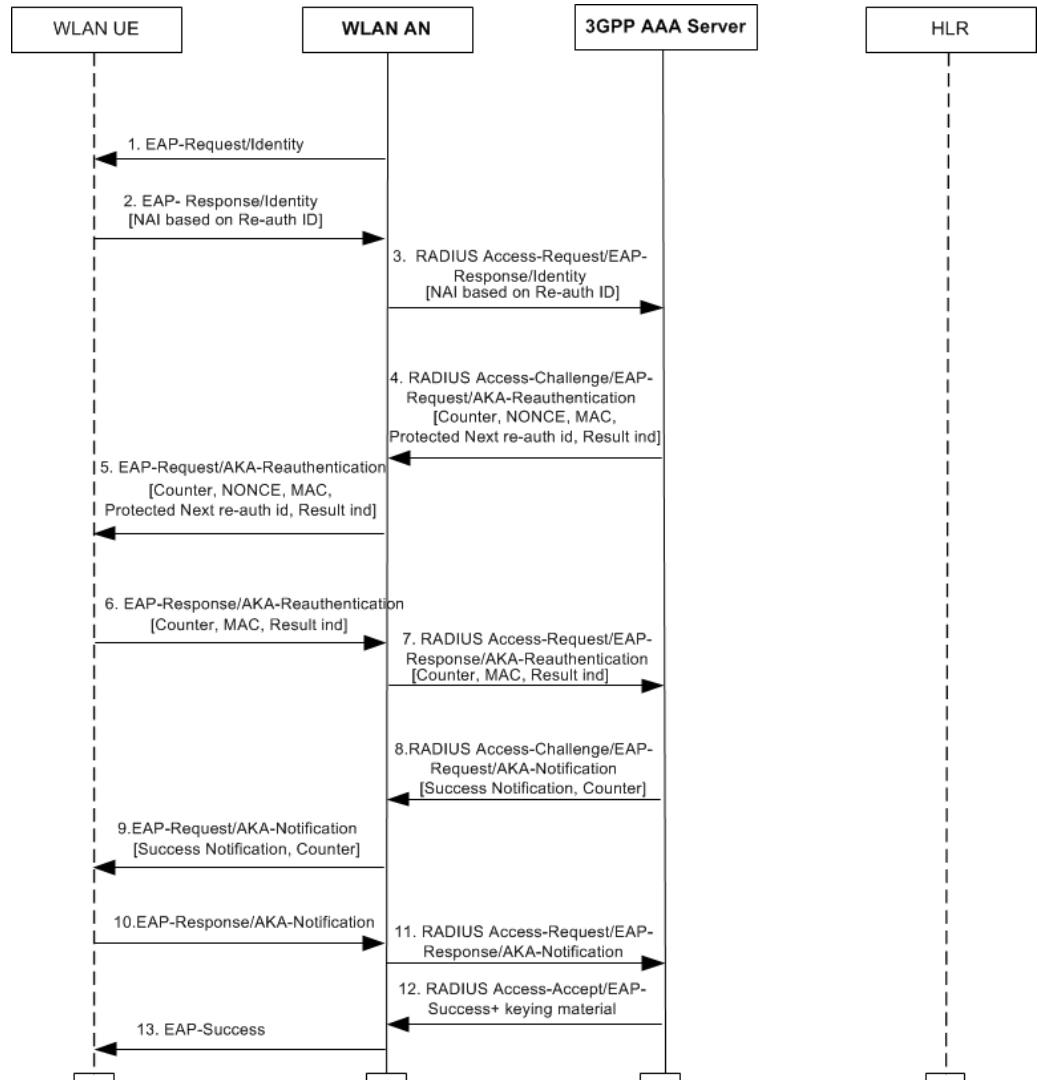 WLAN UE
WLAN AN
3GPP AAA Server
HLR
1. EAP-Request/Identity
2. EAP- Response/Identity
[NAI based on Re-auth ID]
3. RADIUS Access-Request/EAP-
Response/Identity
[NAI based on Re-auth ID]
4. RADIUS Access-Challenge/EAP-
Request/AKA-Reauthentication
[Counter, NONCE, MAC,
Protected Next re-auth id, Result ind]
5. EAP-Request/AKA-Reauthentication
[Counter, NONCE, MAC,
Protected Next re-auth id, Result ind]
6. EAP-Response/AKA-Reauthentication
[Counter, MAC, Result ind]
7. RADIUS Access-Request/EAP-
Response/AKA-Reauthentication
[Counter, MAC, Result ind]
8.RADIUS Access-Challenge/EAP-
Request/AKA-Notification
[Success Notification, Counter]
9.EAP-Request/AKA-Notification
[Success Notification, Counter]
10.EAP-Response/AKA-Notification
11. RADIUS Access-Request/EAP-
Response/AKA-Notification
12. RADIUS Access-Accept/EAP-
Success+ keying material
13. EAP-Success